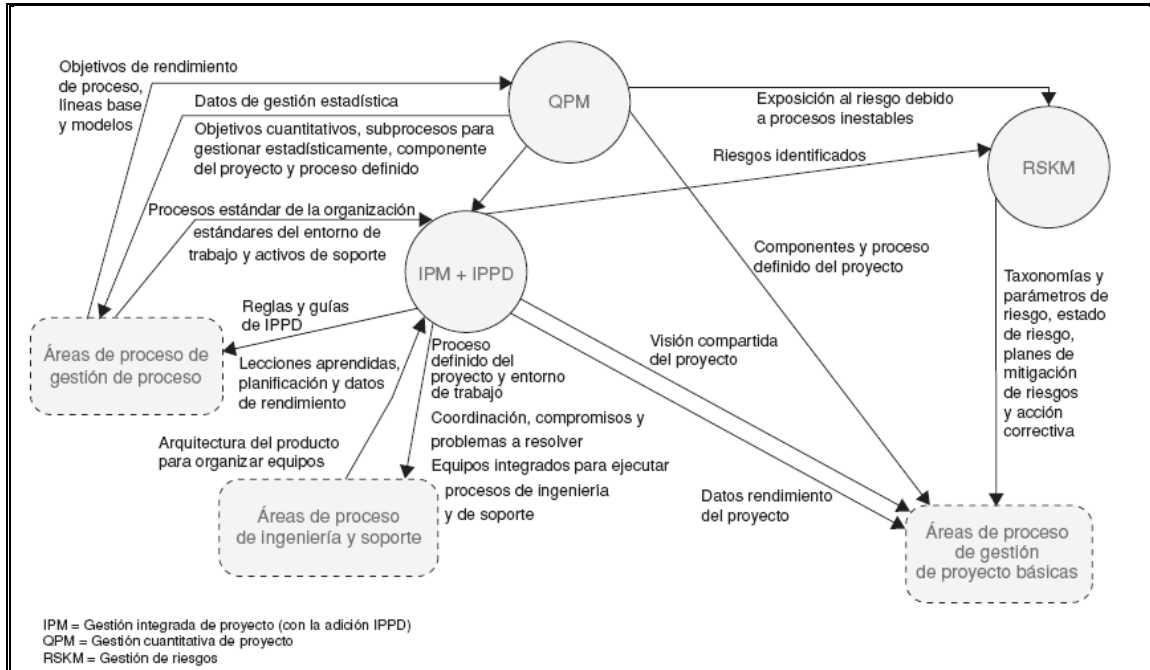 Objetivos de rendimiento
de proceso,
líneas base
y modelos
Datos de gestión estadística
Objetivos cuantitativos, subprocesos para
gestionar estadísticamente, componente
del proyecto y proceso definido
QPM
Exposición al riesgo debido
a procesos inestables
Riesgos identificados
RSKM
Procesos estándar de la organización
estándares del entorno de
trabajo y activos de soporte
IPM + IPPD
Componentes y proceso
definido del proyecto
Taxonomías y
parámetros de
riesgo, estado
de riesgo,
planes de
mitigación
de riesgos
y acción
correctiva
Reglas y guías
de IPPD
Áreas de proceso de
gestión de proceso
Lecciones aprendidas,
planificación y datos
de rendimiento
Proceso
definido del
proyecto y entorno
de trabajo
Visión compartida
del proyecto
Coordinación, compromisos y
problemas a resolver
Arquitectura del producto
para organizar equipos
Equipos integrados para ejecutar
procesos de ingeniería
y de soporte
Datos rendimiento
del proyecto
Áreas de proceso
de ingeniería y soporte
Áreas de proceso
de gestión
de proyecto básicas
IPM = Gestión integrada de proyecto (con la adición IPPD)
QPM = Gestión cuantitativa de proyecto
RSKM = Gestión de riesgos